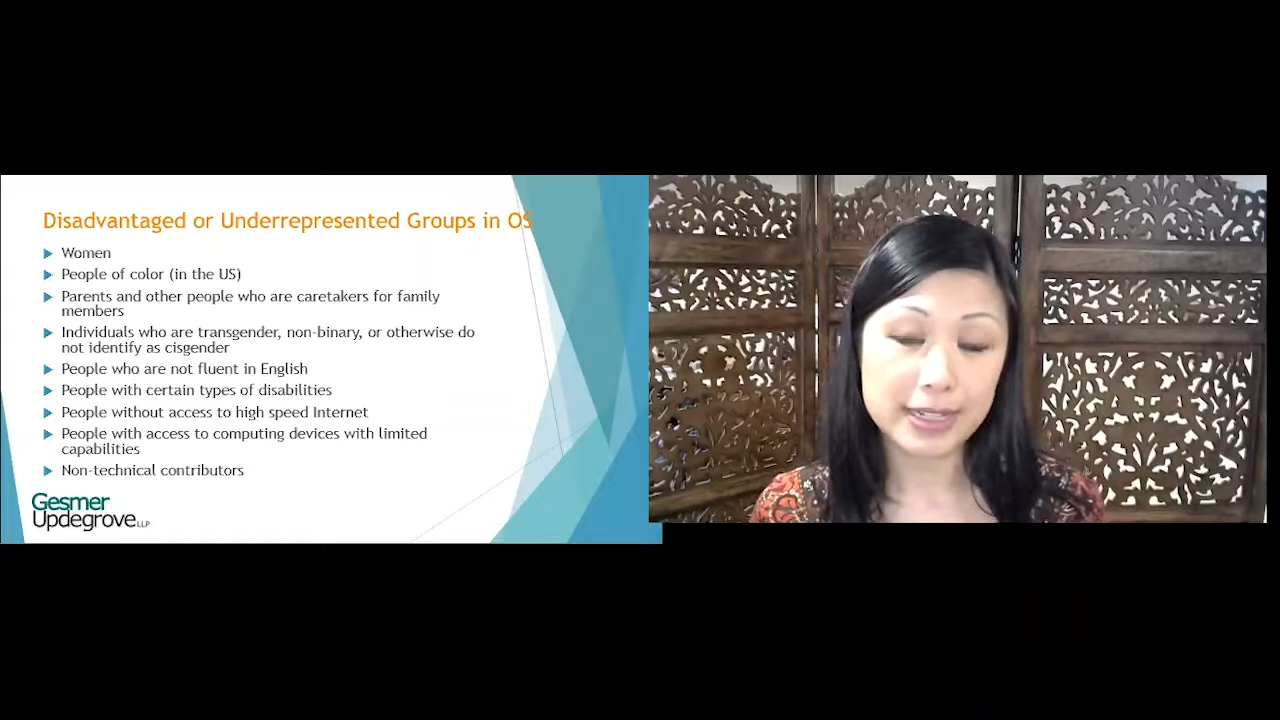 Disadvantaged or Underrepresented Groups in OS
Women
People of color (in the US)
Parents and other people who are caretakers for family
members
Individuals who are transgender, non-binary, or otherwise do
not identify as cisgender
People who are not fluent in English
People with certain types of disabilities
People without access to high speed Internet
People with access to computing devices with limited
capabilities
Non-technical contributors
Gesmer
Updegrove LLP